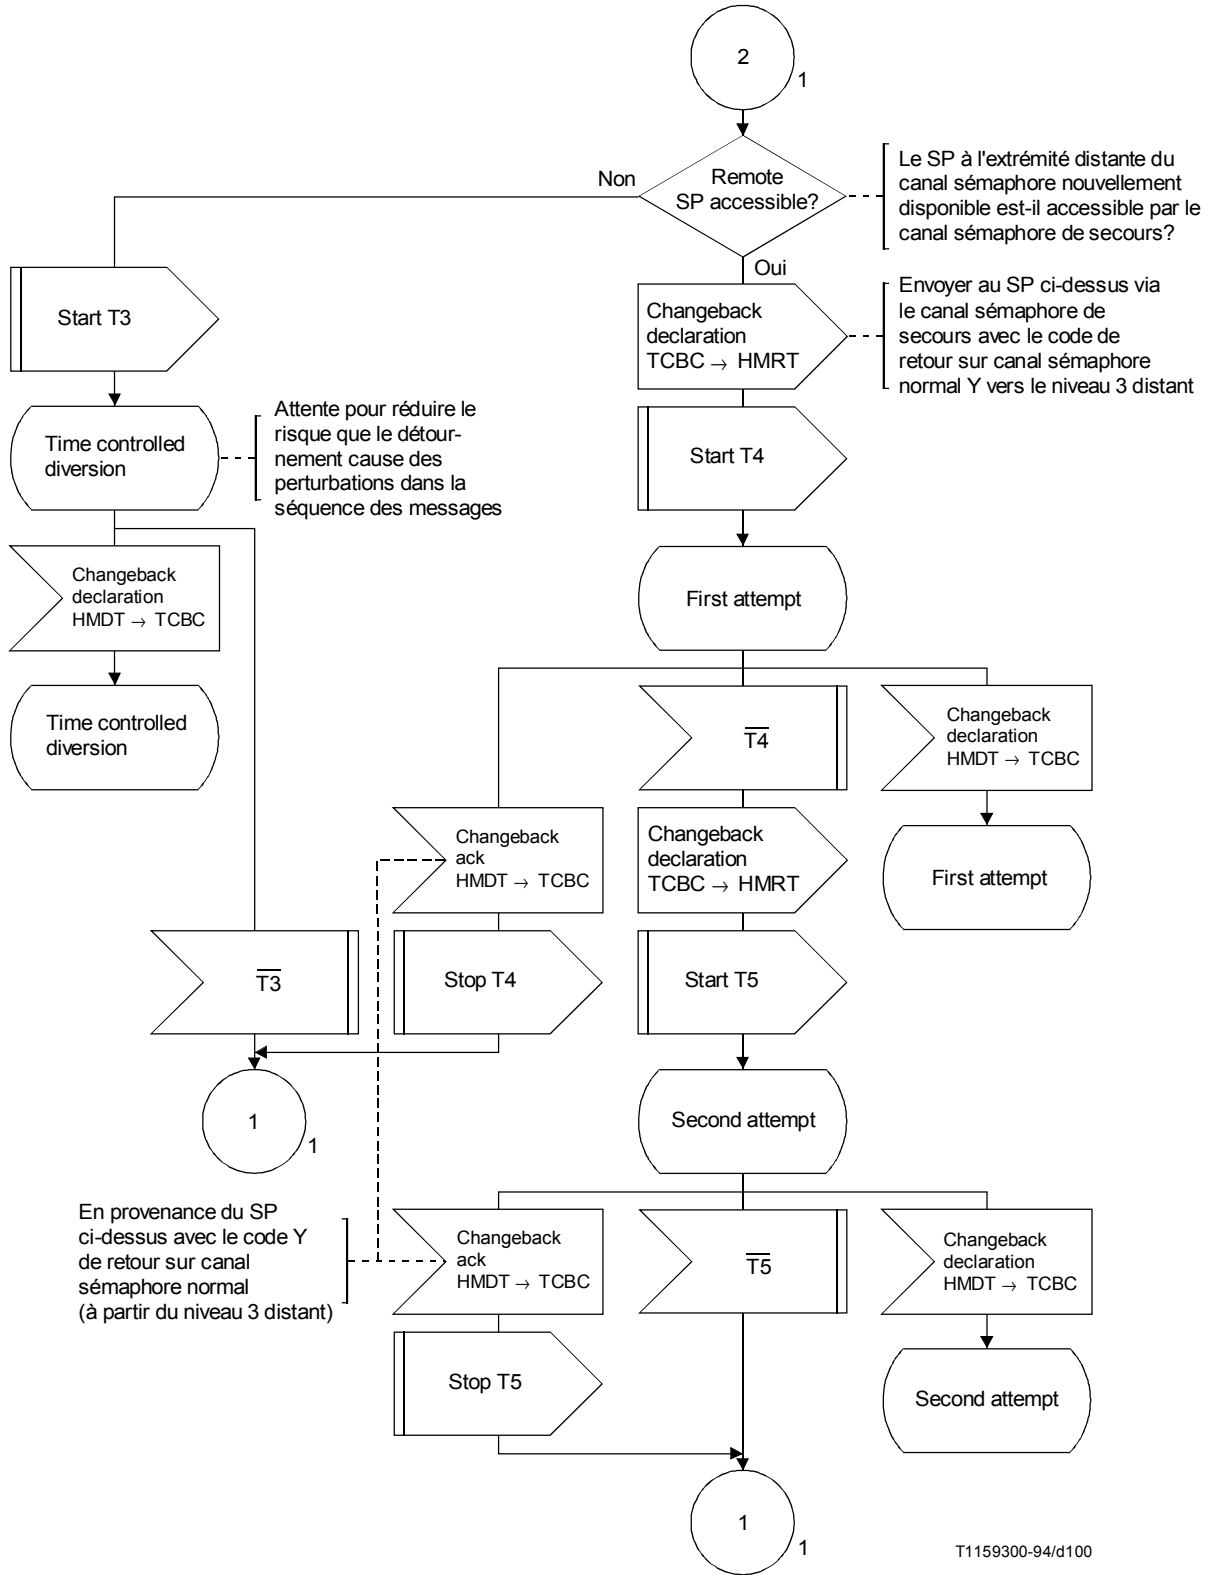 2
1
Le SP à l'extrémité distante du
canal sémaphore nouvellement
disponible est-il accessible par le
canal sémaphore de secours?
Non
Remote
SP accessible?
Oui
Start T3
Changeback
declaration
TCBC → HMRT
Envoyer au SP ci-dessus via
le canal sémaphore de
secours avec le code de
retour sur canal sémaphore
normal Y vers le niveau 3 distant
Time controlled
diversion
Attente pour réduire le
risque que le détour-
nement cause des
perturbations dans la
séquence des messages
Start T4
Changeback
declaration
HMDT → TCBC
First attempt
Time controlled
diversion
T4
Changeback
declaration
HMDT → TCBC
Changeback
ack
HMDT → TCBC
Changeback
declaration
TCBC → HMRT
First attempt
T3
Stop T4
Start T5
1
1
Second attempt
En provenance du SP
ci-dessus avec le code Y
de retour sur canal
sémaphore normal
(à partir du niveau 3 distant)
Changeback
ack
HMDT → TCBC
T5
Changeback
declaration
HMDT → TCBC
Stop T5
Second attempt
1
1
T1159300-94/d100